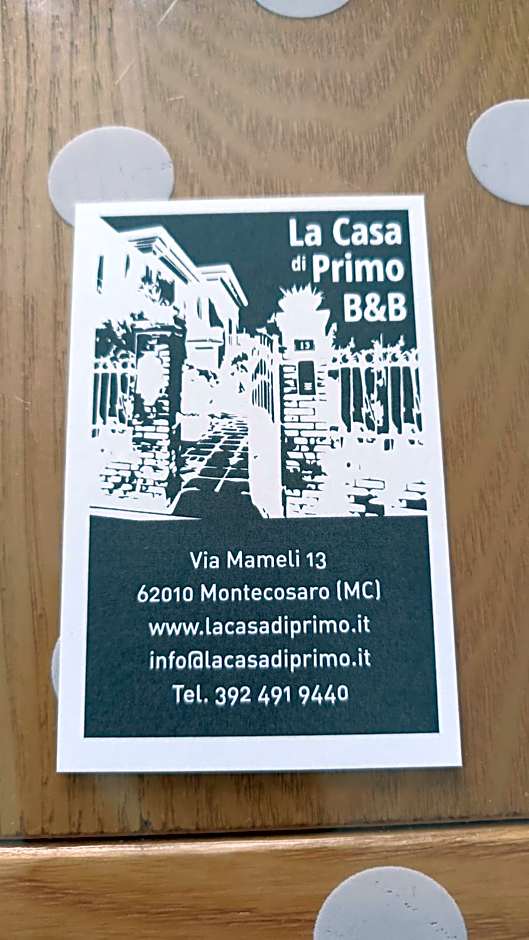 La Casa
di Primo
B&B
13
Via Mameli 13
62010 Montecosaro (MC)
www.lacasadiprimo.it
info@lacasadiprimo.it
Tel. 392 491 9440